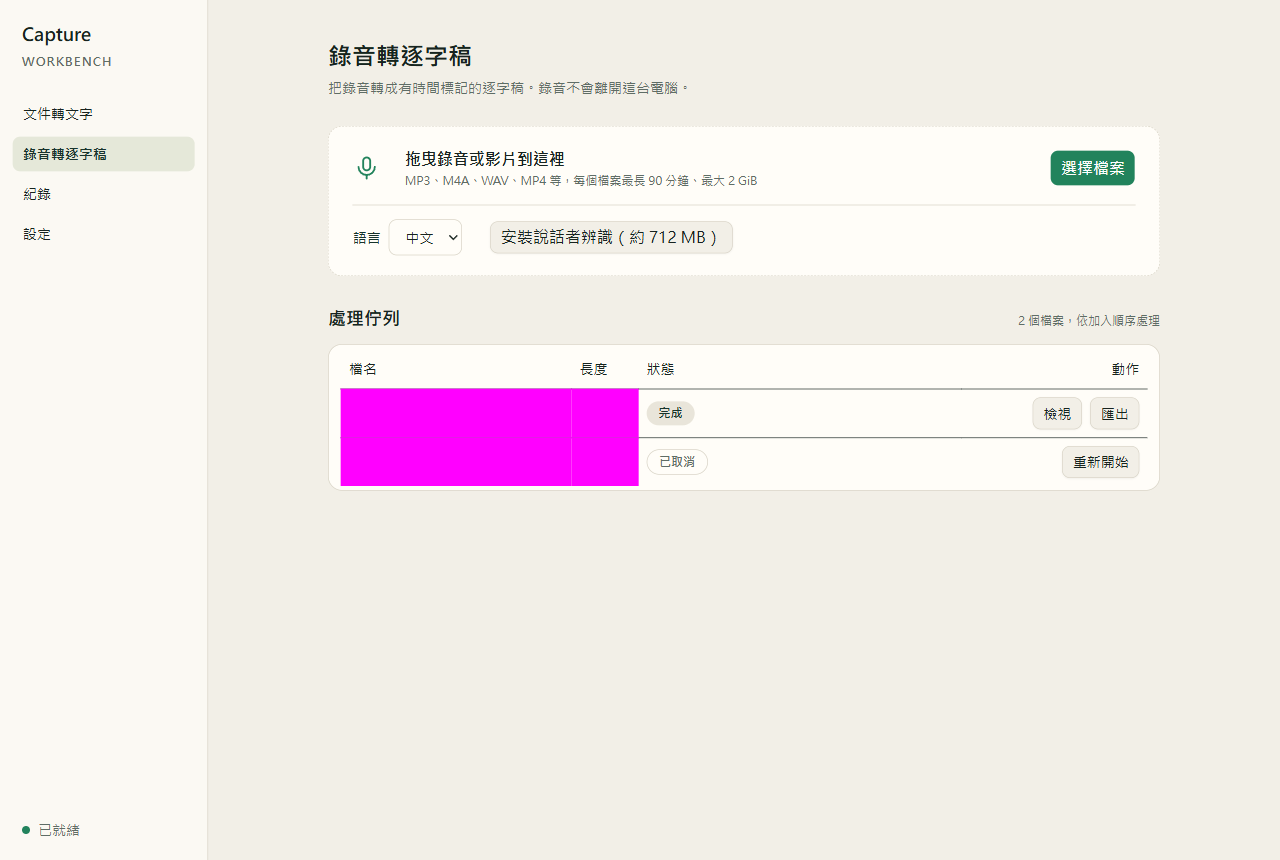 Capture
WORKBENCH
文件轉文字
錄音轉逐字稿
紀錄
設定
已就緒
錄音轉逐字稿
把錄音轉成有時間標記的逐字稿。錄音不會離開這台電腦。
拖曳錄音或影片到這裡
MP3、M4A、WAV、MP4 等，每個檔案最長 90 分鐘、最大 2 GiB
選擇檔案
語言 中文 安裝說話者辨識（約 712 MB）
處理佇列 2 個檔案，依加入順序處理
檔名 長度 狀態 動作
完成 檢視 匯出
已取消 重新開始